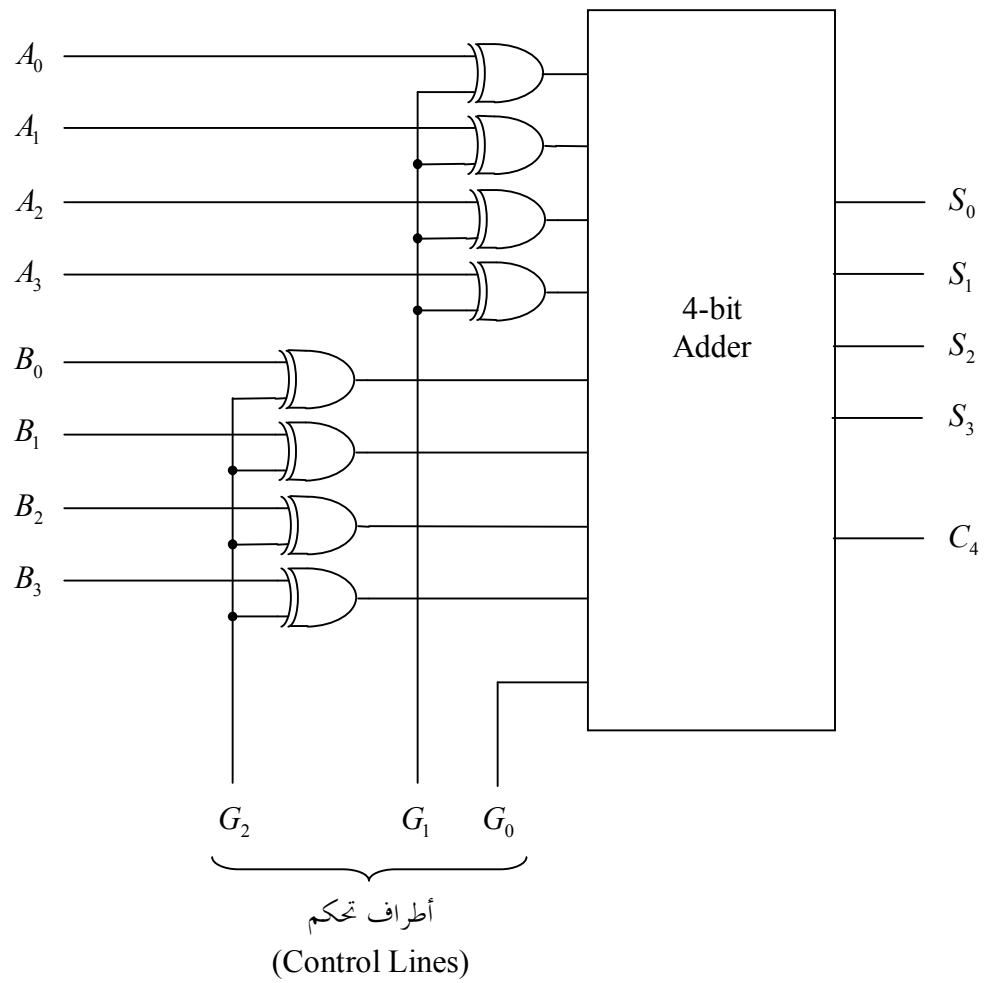 A₀
A₁
A₂
A₃
B₀
B₁
B₂
B₃
4-bit
Adder
S₀
S₁
S₂
S₃
C₄
G₂ G₁ G₀
أطراف تحكم
(Control Lines)